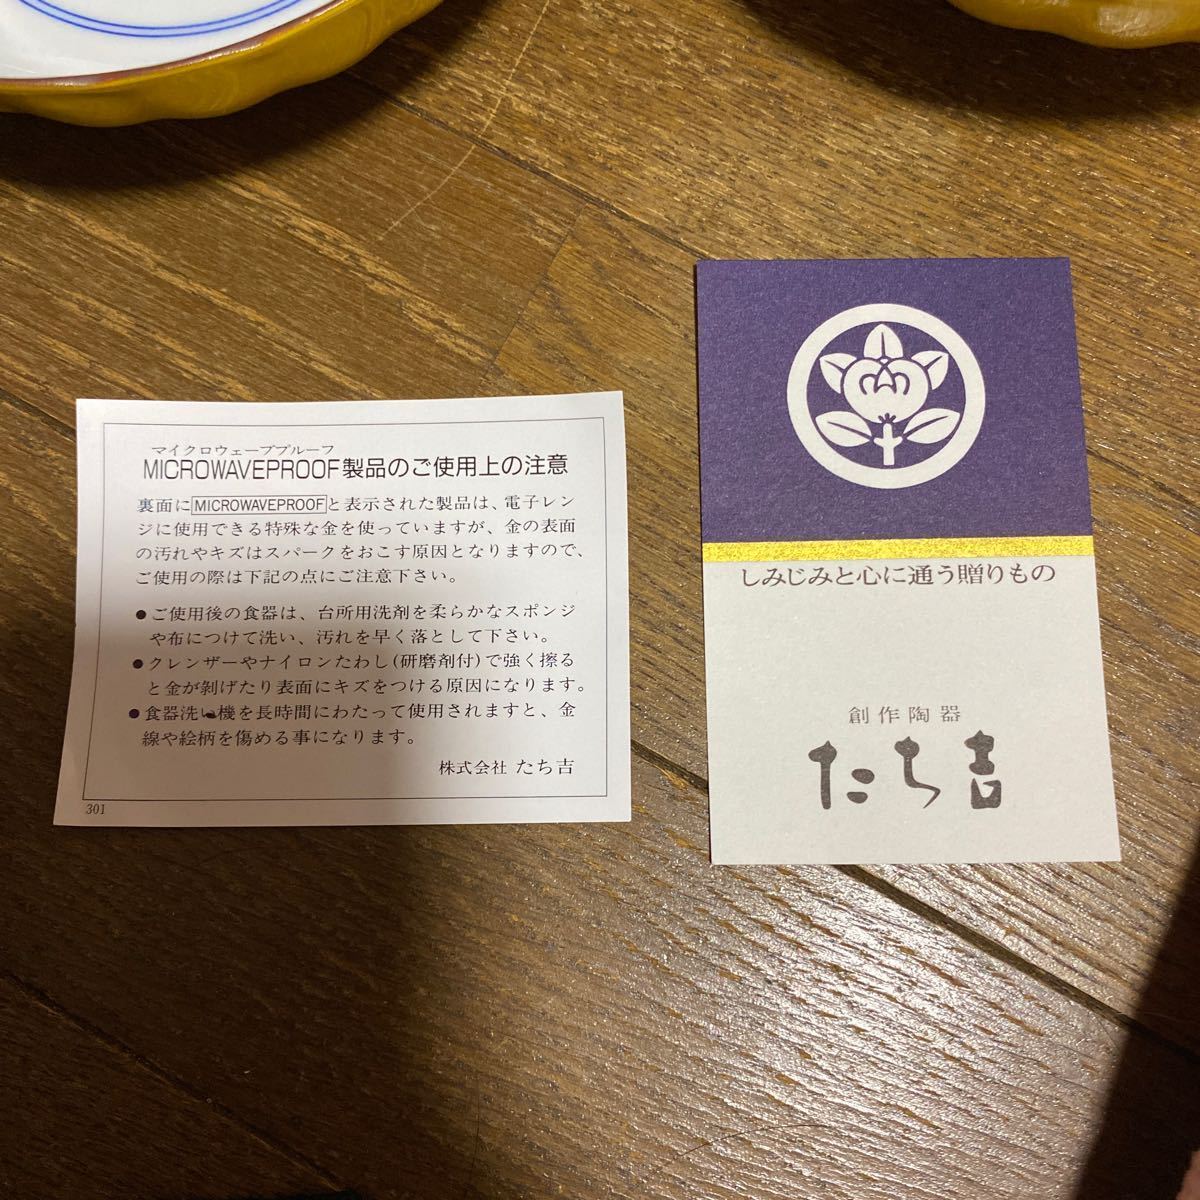 マイクロウェーブプルーフ
MICROWAVEPROOF製品のご使用上の注意
裏面にMICROWAVEPROOFと表示された製品は、電子レン
ジに使用できる特殊な金を使っていますが、金の表面
の汚れやキズはスパークをおこす原因となりますので、
ご使用の際は下記の点にご注意下さい。
●ご使用後の食器は、台所用洗剤を柔らかなスポンジ
や布につけて洗い、汚れを早く落として下さい。
●クレンザーやナイロンたわし(研磨剤付)で強く擦る
と金が剝げたり表面にキズをつける原因になります。
●食器洗い機を長時間にわたって使用されますと、金
線や絵柄を傷める事になります。
株式会社 たち吉
301
しみじみと心に通う贈りもの
創作陶器
たち吉